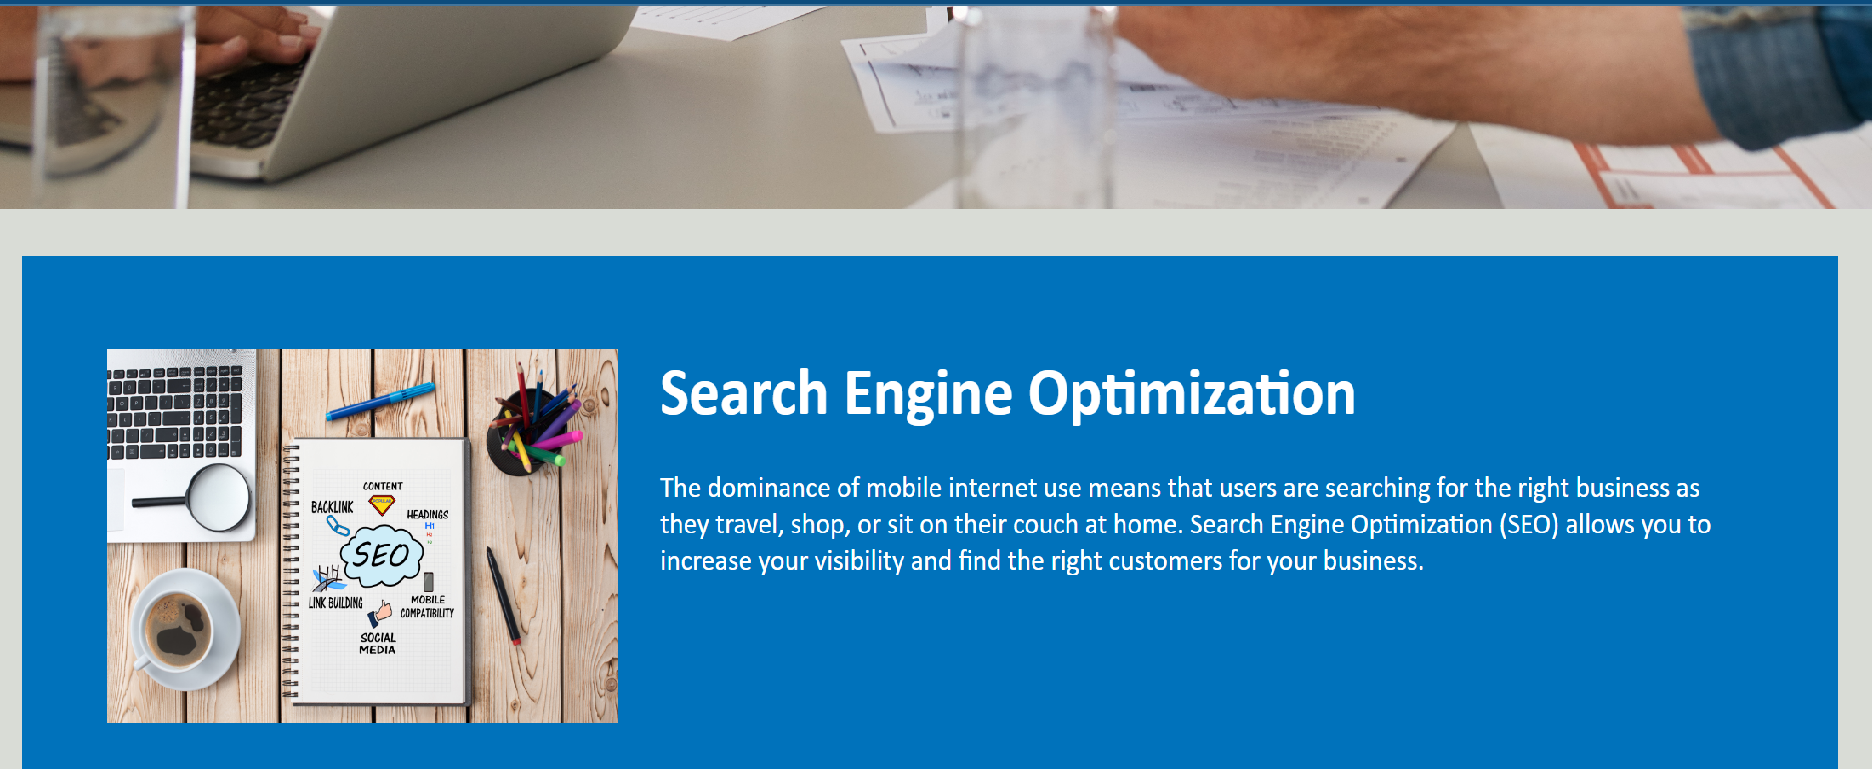 Search Engine Optimization
The dominance of mobile internet use means that users are searching for the right business as
they travel, shop, or sit on their couch at home. Search Engine Optimization (SEO) allows you to
increase your visibility and find the right customers for your business.
CONTENT
BACKLINK
HEADINGS
H1
SEO
LINK BUILDING
MOBILE
COMPATIBILITY
SOCIAL
MEDIA